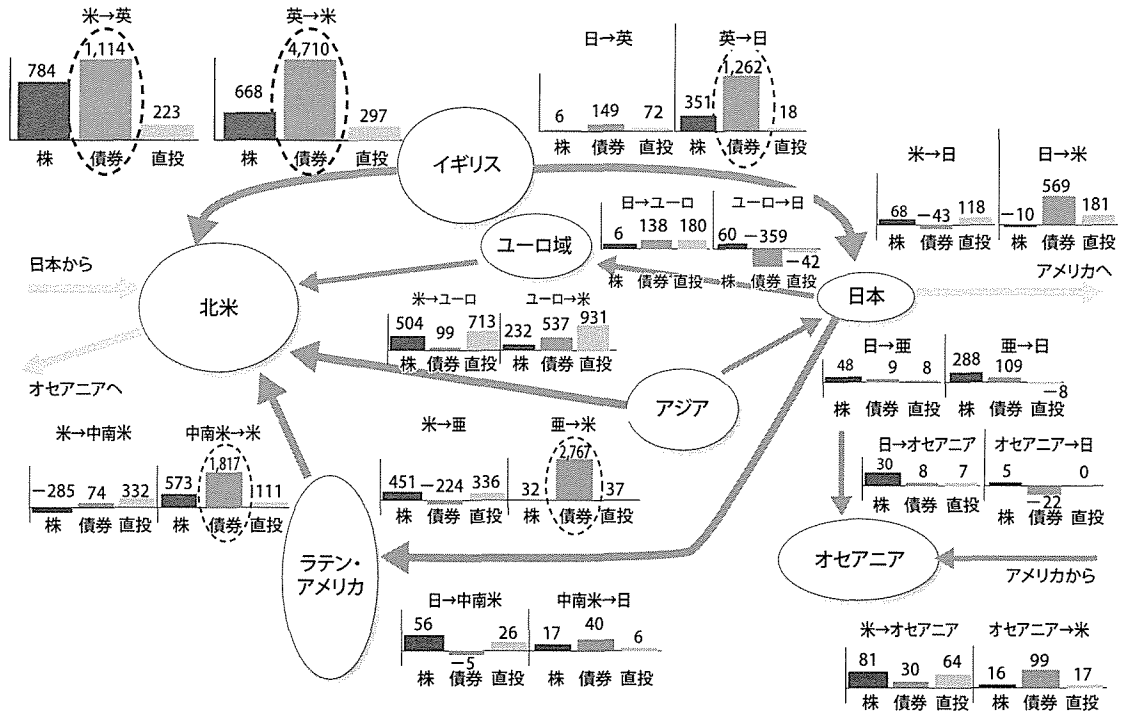 米→英
1,114
784
223
株 債券 直投
英→米
4,710
668
297
株 債券 直投
日→英
6 149 72
株 債券 直投
英→日
1,262
351
18
株 債券 直投
イギリス
米→日
68 −43 118
株 債券 直投
日→米
569
−10
181
株 債券 直投
アメリカへ
日→ユーロ
6 138 180
株 債券 直投
ユーロ→日
60 −359
−42
株 債券 直投
ユーロ域
日本から
北米
オセアニアへ
日本
米→ユーロ
504 99 713
株 債券 直投
ユーロ→米
232 537 931
株 債券 直投
日→亜
48 9 8
株 債券 直投
亜→日
288 109
−8
株 債券 直投
アジア
米→中南米
−285 74 332
株 債券 直投
中南米→米
1,817
573
111
株 債券 直投
米→亜
451 −224 336
株 債券 直投
亜→米
2,767
32
37
株 債券 直投
日→オセアニア
30 8 7
株 債券 直投
オセアニア→日
5 0
−22
株 債券 直投
ラテン・
アメリカ
オセアニア
アメリカから
日→中南米
56
−5
26
株 債券 直投
中南米→日
17 40 6
株 債券 直投
米→オセアニア
81 30 64
株 債券 直投
オセアニア→米
16 99 17
株 債券 直投